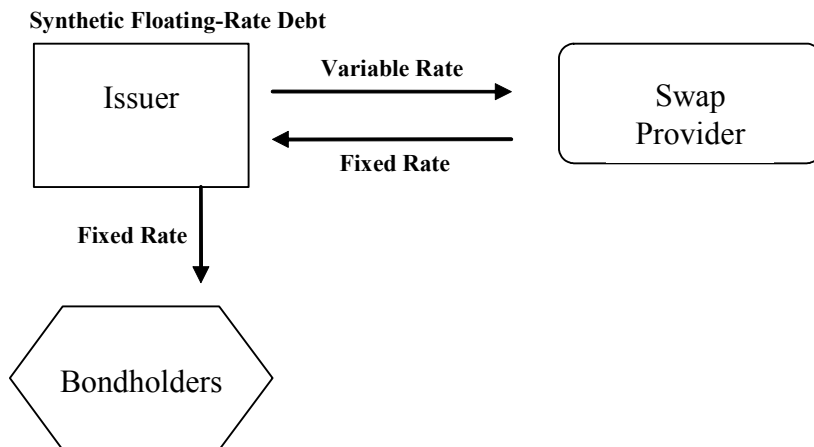 Synthetic Floating-Rate Debt
Issuer
Variable Rate
Swap
Provider
Fixed Rate
Fixed Rate
Bondholders